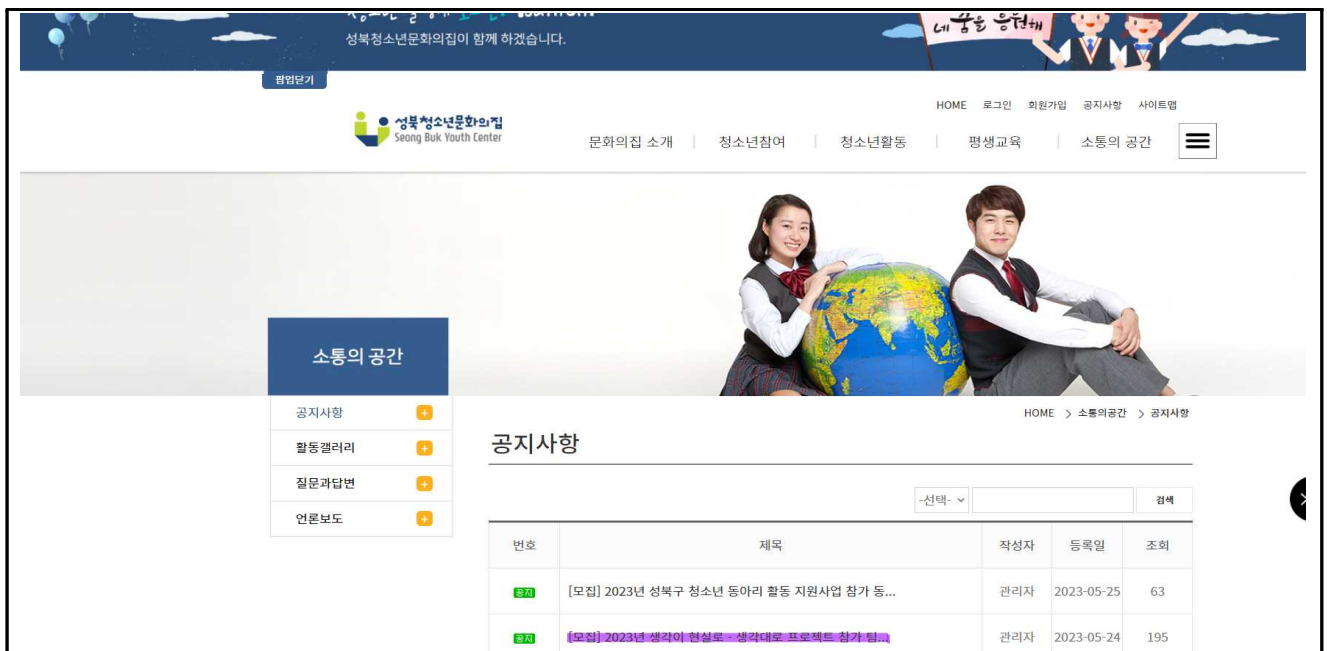 성북청소년문화의집이 함께 하겠습니다.
네 꿈을 응원해
팝업닫기
HOME 로그인 회원가입 공지사항 사이트맵
성북청소년문화의집
Seong Buk Youth Center
문화의집 소개 | 청소년참여 | 청소년활동 | 평생교육 | 소통의 공간
소통의 공간
공지사항
활동갤러리
질문과답변
언론보도
HOME > 소통의공간 > 공지사항
공지사항
-선택- 검색
번호 제목 작성자 등록일 조회
공지 [모집] 2023년 성북구 청소년 동아리 활동 지원사업 참가 동... 관리자 2023-05-25 63
공지 [모집] 2023년 생각이 현실로 - 생각대로 프로젝트 참가 팀... 관리자 2023-05-24 195